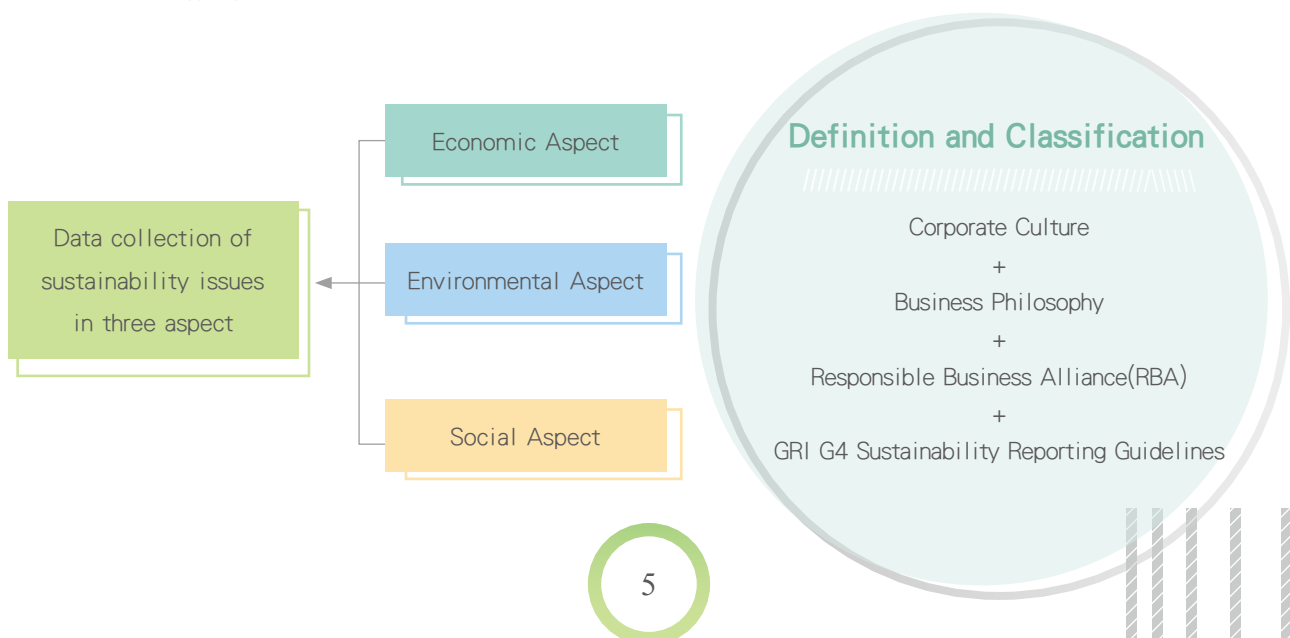 Data collection of
sustainability issues
in three aspect
Economic Aspect
Environmental Aspect
Social Aspect
Definition and Classification
Corporate Culture
+
Business Philosophy
+
Responsible Business Alliance(RBA)
+
GRI G4 Sustainability Reporting Guidelines
5